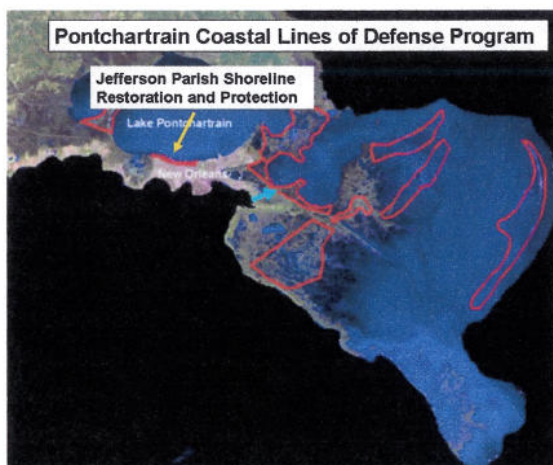 Pontchartrain Coastal Lines of Defense Program
Jefferson Parish Shoreline
Restoration and Protection
Lake Pontchartrain
New Orleans